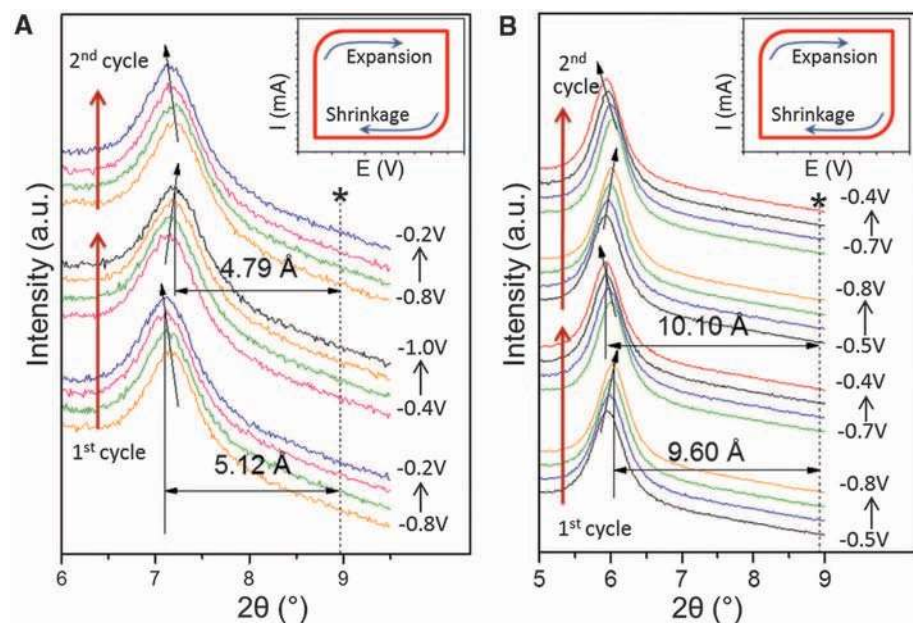 A
2nd cycle
Expansion
Shrinkage
I (mA)
E (V)
*
-0.2V
-0.8V
4.79 Å
-1.0V
-0.4V
1st cycle
5.12 Å
-0.2V
-0.8V
Intensity (a.u.)
6 7 8 9
2θ (°)
B
2nd cycle
Expansion
Shrinkage
I (mA)
E (V)
*
-0.4V
-0.7V
-0.8V
10.10 Å
-0.5V
-0.4V
-0.7V
9.60 Å
-0.8V
1st cycle
-0.5V
Intensity (a.u.)
5 6 6 8 9
2θ (°)